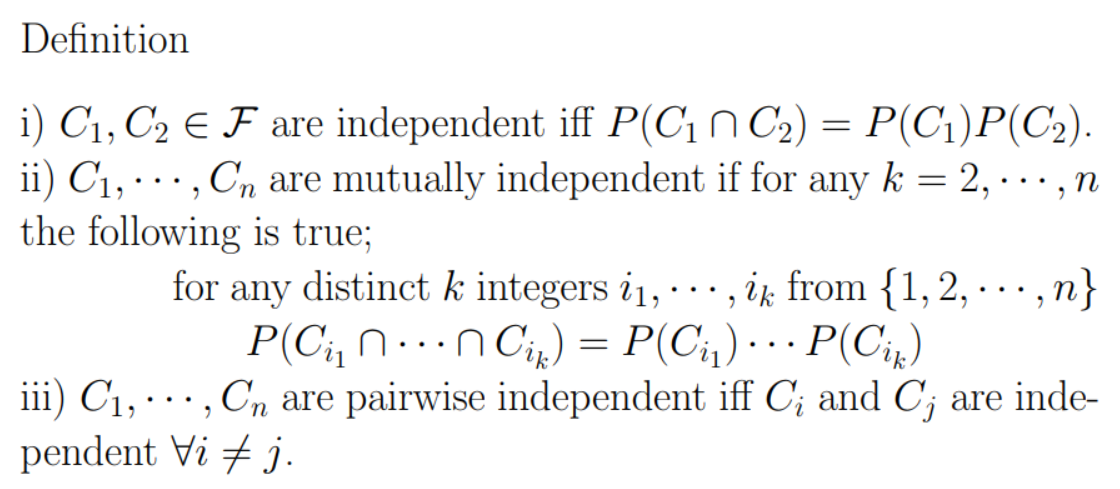 Definition
i) C₁, C₂ ∈ ℱ are independent iff P(C₁ ∩ C₂) = P(C₁)P(C₂).
ii) C₁, ⋯ , Cₙ are mutually independent if for any k = 2, ⋯ , n
the following is true;
for any distinct k integers i₁, ⋯ , iₖ from {1, 2, ⋯ , n}
P(C_{i₁} ∩ ⋯ ∩ C_{iₖ}) = P(C_{i₁}) ⋯ P(C_{iₖ})
iii) C₁, ⋯ , Cₙ are pairwise independent iff Cᵢ and Cⱼ are inde-
pendent ∀i ≠ j.